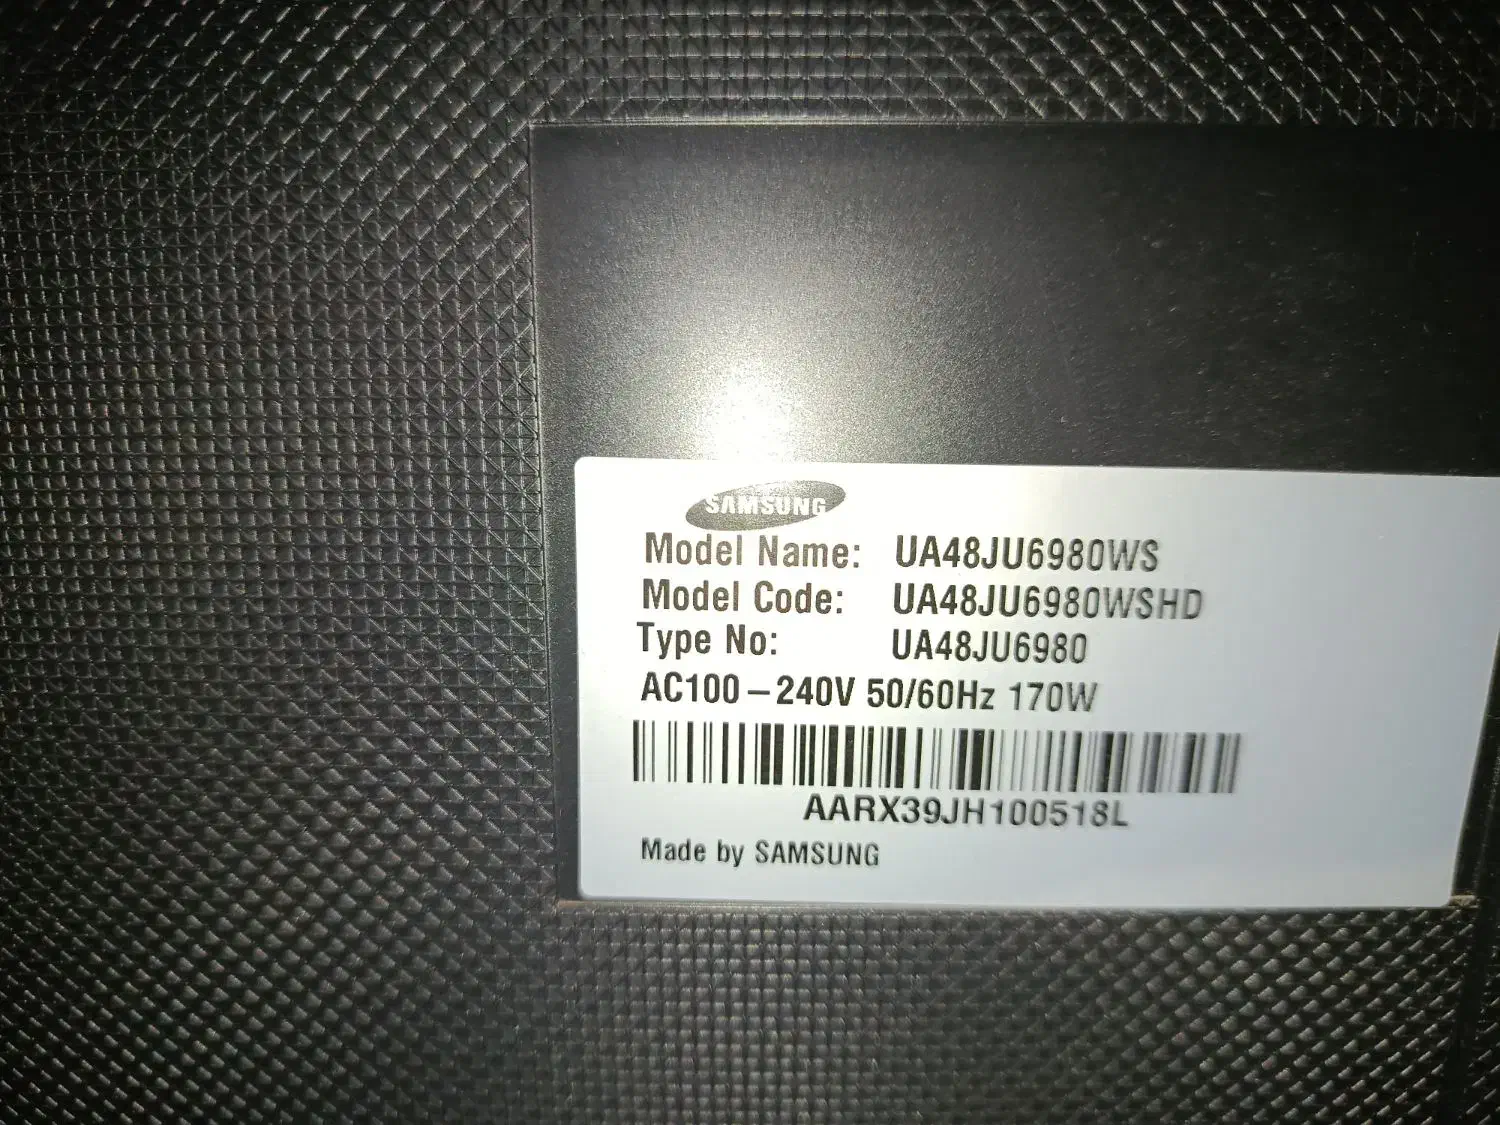 SAMSUNG
Model Name: UA48JU6980WS
Model Code: UA48JU6980WSHD
Type No: UA48JU6980
AC100-240V 50/60Hz 170W
AARX39JH100518L
Made by SAMSUNG